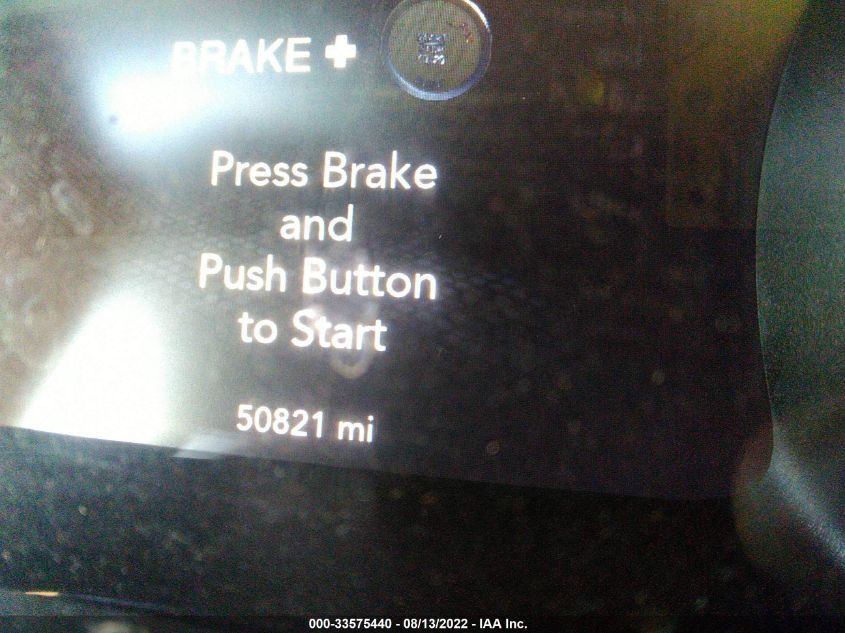 BRAKE +
Press Brake
and
Push Button
to Start
50821 mi
000-33575440 - 08/13/2022 - IAA Inc.